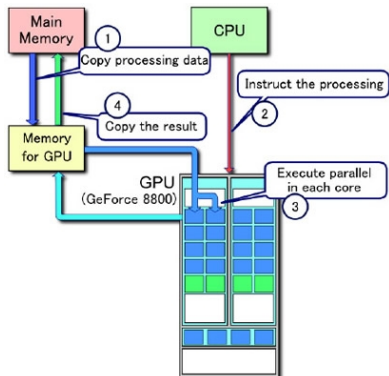 Main
Memory
CPU
1
Copy processing data
Instruct the processing
2
4
Copy the result
Memory
for GPU
GPU
(GeForce 8800)
Execute parallel
in each core
3